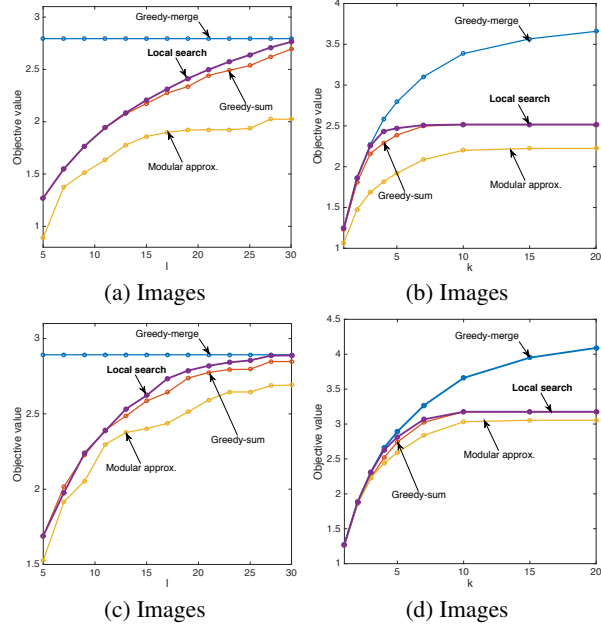 Greedy-merge
Local search
Greedy-sum
Modular approx.
Objective value
3
2.5
2
1.5
1
5 10 15 20 25 30
l
(a) Images
Greedy-merge
Local search
Greedy-sum
Modular approx.
Objective value
4
3.5
3
2.5
2
1.5
1
5 10 15 20
k
(b) Images
Greedy-merge
Local search
Greedy-sum
Modular approx.
Objective value
3
2.5
2
1.5
5 10 15 20 25 30
l
(c) Images
Greedy-merge
Local search
Modular approx.
Greedy-sum
Objective value
4.5
4
3.5
3
2.5
2
1.5
1
5 10 15 20
k
(d) Images